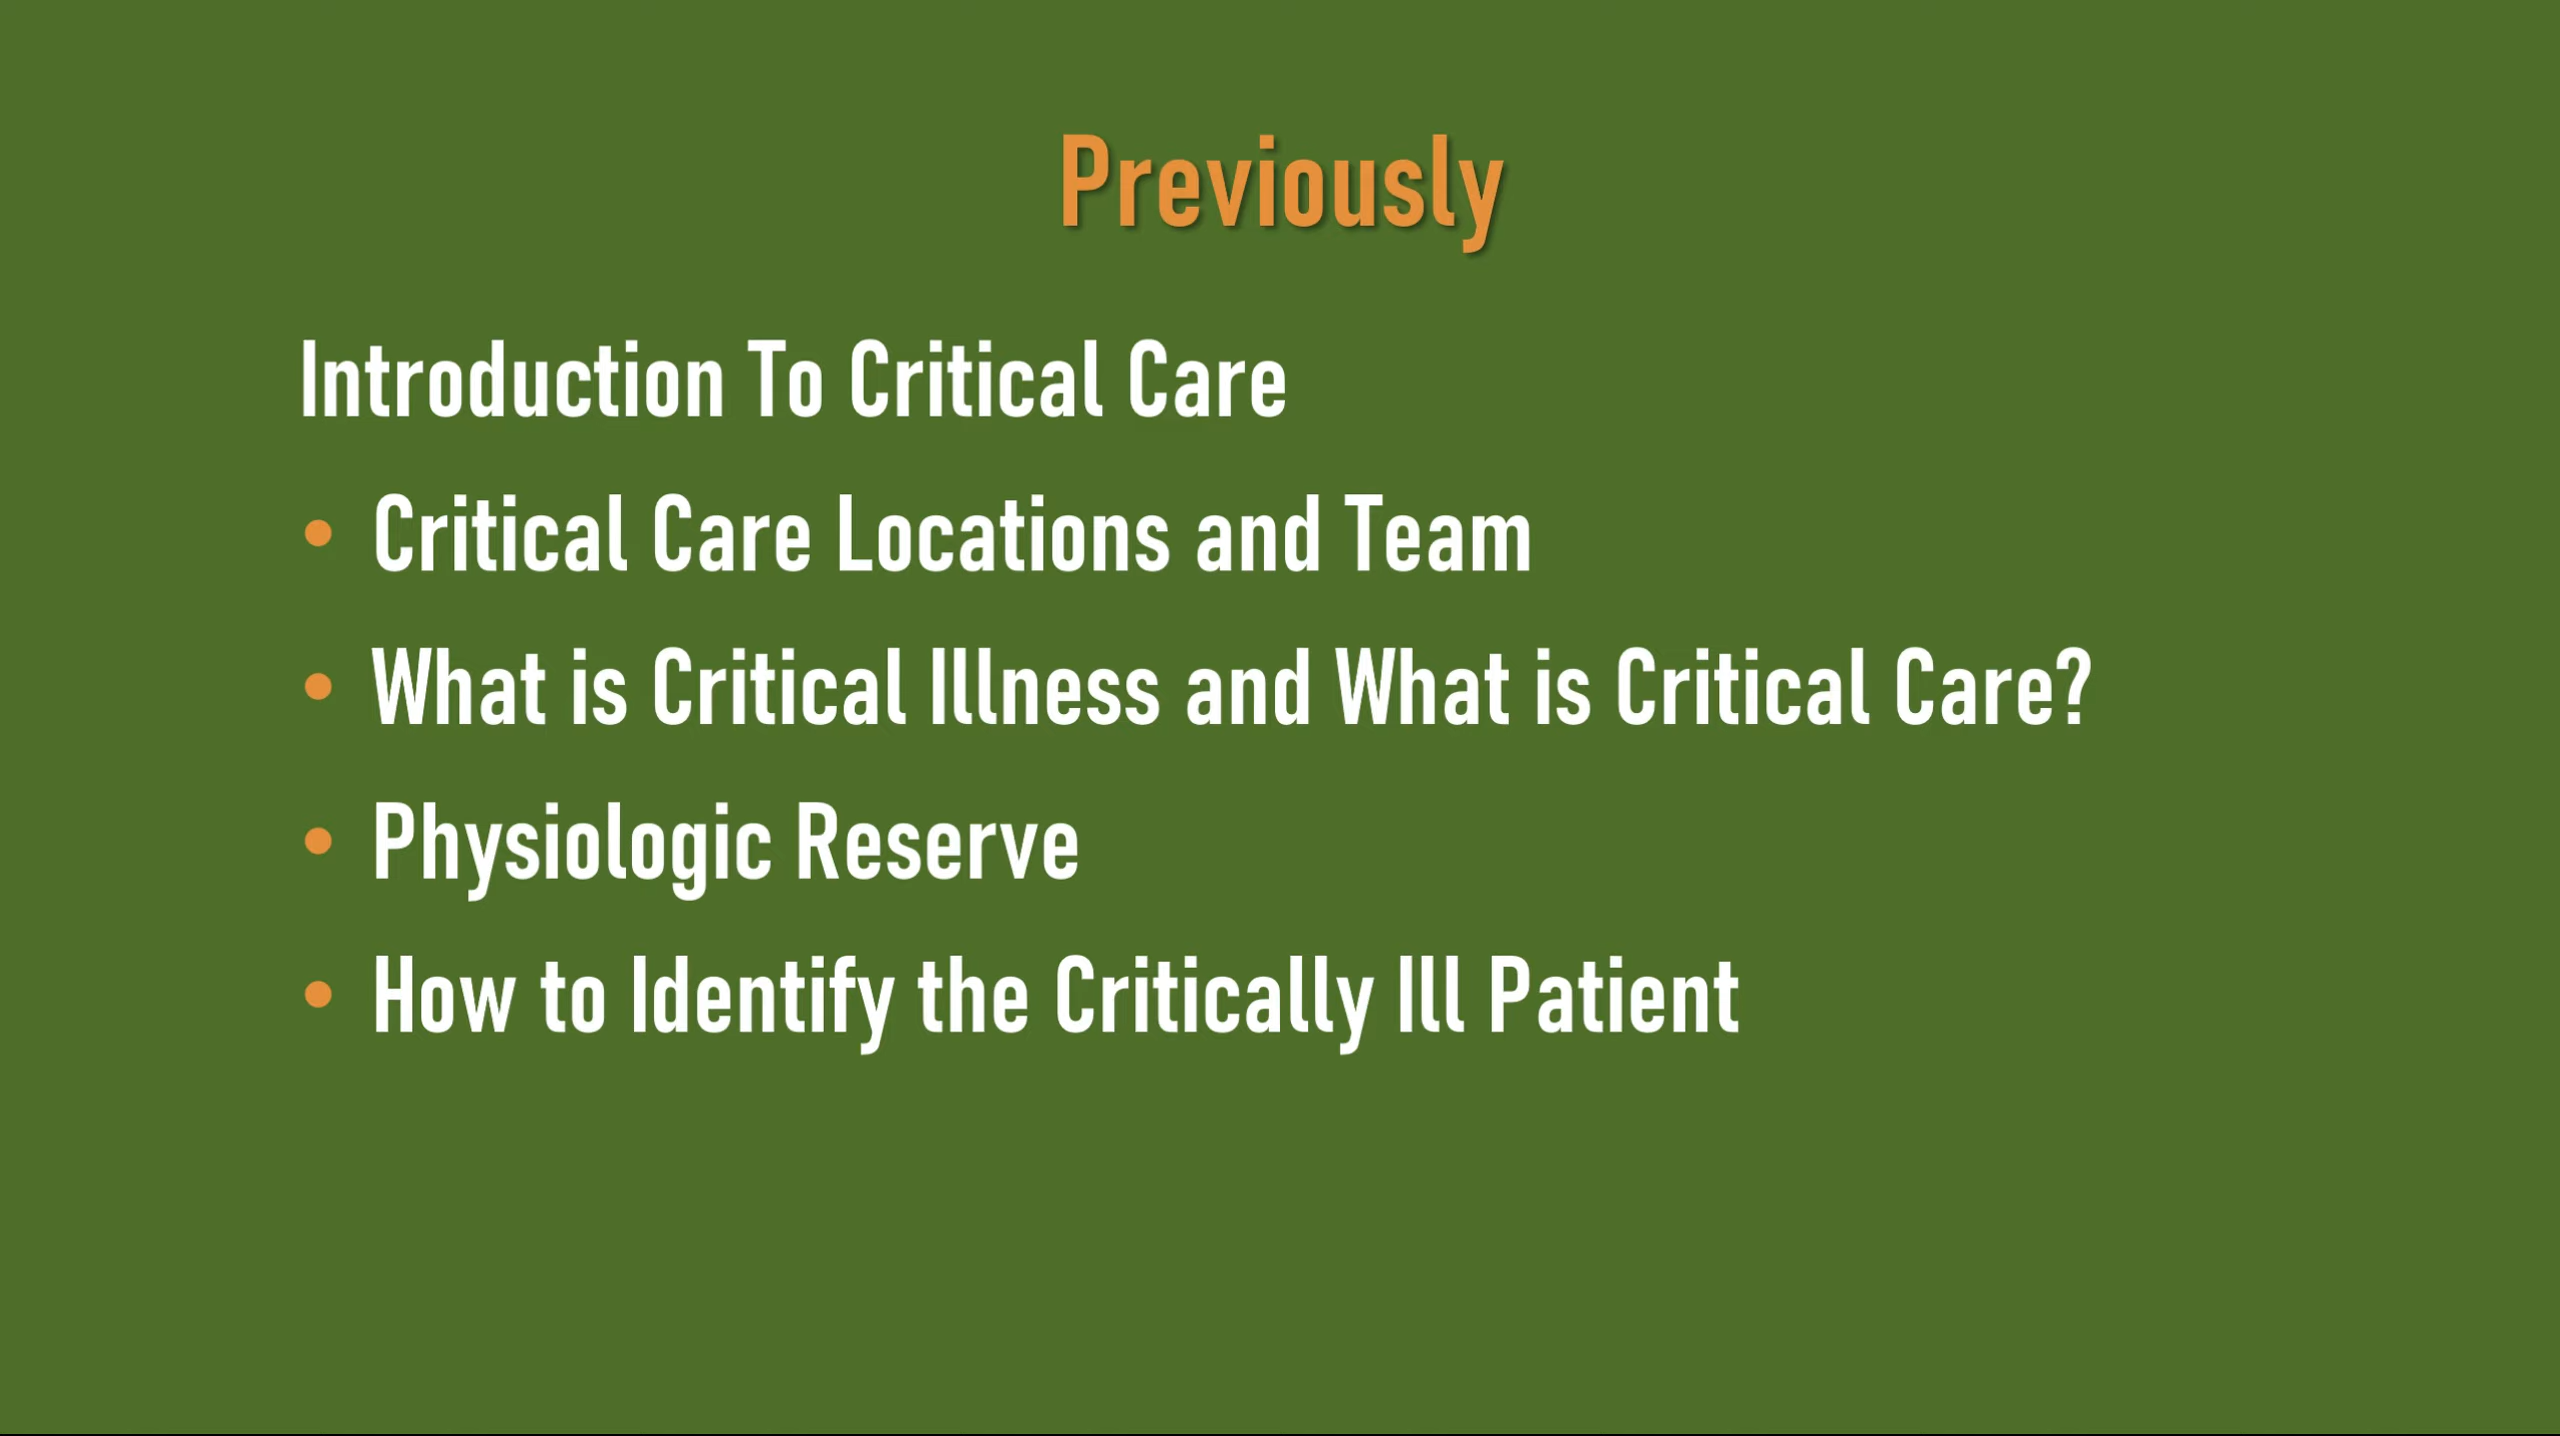 Previously
Introduction To Critical Care
• Critical Care Locations and Team
• What is Critical Illness and What is Critical Care?
• Physiologic Reserve
• How to Identify the Critically Ill Patient